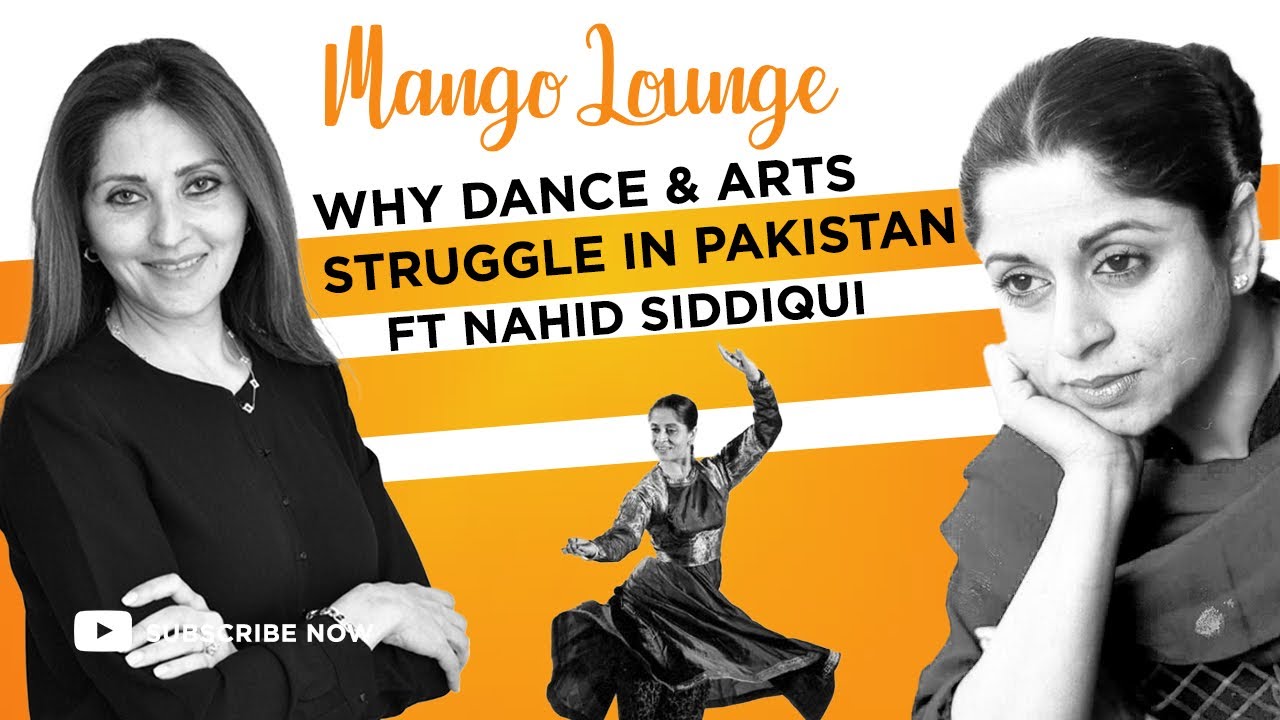 Mango Lounge
WHY DANCE & ARTS
STRUGGLE IN PAKISTAN
FT NAHID SIDDIQUI
SUBSCRIBE NOW